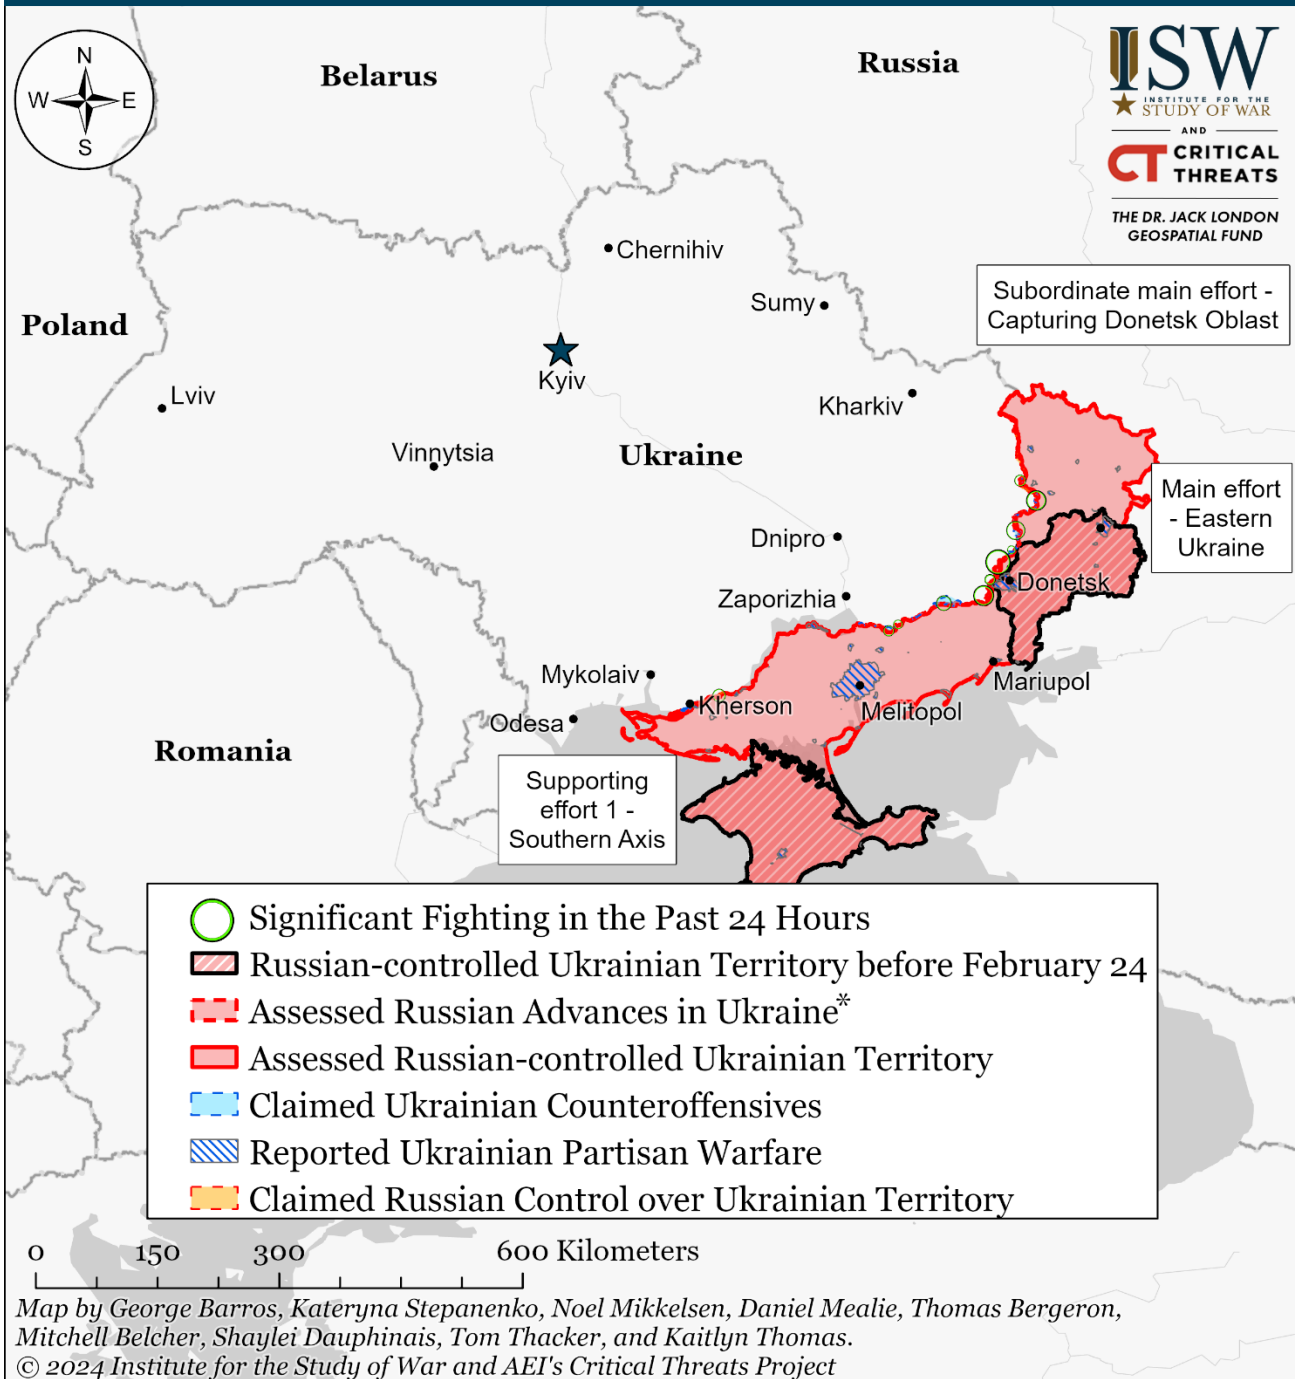 N
W
E
S
Belarus
Russia
ISW
INSTITUTE FOR THE
STUDY OF WAR
AND
CT CRITICAL
THREATS
THE DR. JACK LONDON
GEOSPATIAL FUND
Chernihiv
Sumy
Subordinate main effort -
Capturing Donetsk Oblast
Poland
Kyiv
Lviv
Kharkiv
Vinnytsia
Ukraine
Main effort
- Eastern
Ukraine
Dnipro
Donetsk
Zaporizhia
Mykolaiv
Mariupol
Kherson
Melitopol
Odesa
Romania
Supporting
effort 1 -
Southern Axis
Significant Fighting in the Past 24 Hours
Russian-controlled Ukrainian Territory before February 24
Assessed Russian Advances in Ukraine*
Assessed Russian-controlled Ukrainian Territory
Claimed Ukrainian Counteroffensives
Reported Ukrainian Partisan Warfare
Claimed Russian Control over Ukrainian Territory
0 150 300 600 Kilometers
Map by George Barros, Kateryna Stepanenko, Noel Mikkelsen, Daniel Mealie, Thomas Bergeron,
Mitchell Belcher, Shaylei Dauphinais, Tom Thacker, and Kaitlyn Thomas.
© 2024 Institute for the Study of War and AEI's Critical Threats Project